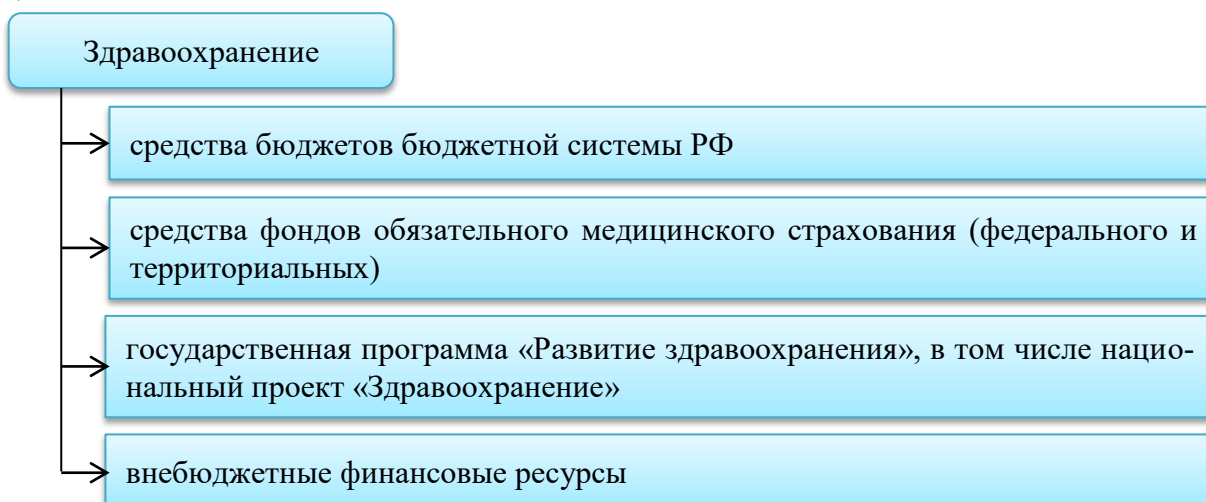 Здравоохранение
средства бюджетов бюджетной системы РФ
средства фондов обязательного медицинского страхования (федерального и
территориальных)
государственная программа «Развитие здравоохранения», в том числе нацио-
нальный проект «Здравоохранение»
внебюджетные финансовые ресурсы